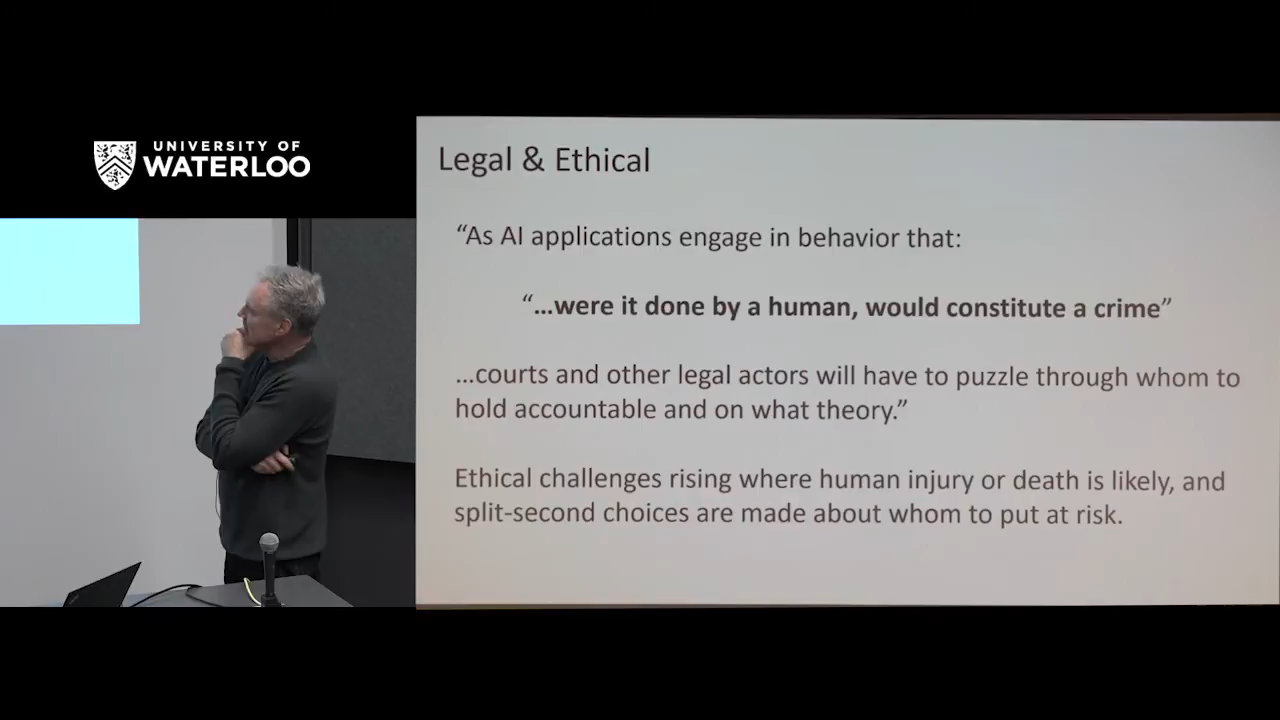 UNIVERSITY OF
WATERLOO
Legal & Ethical
“As AI applications engage in behavior that:
“…were it done by a human, would constitute a crime”
…courts and other legal actors will have to puzzle through whom to
hold accountable and on what theory.”
Ethical challenges rising where human injury or death is likely, and
split-second choices are made about whom to put at risk.